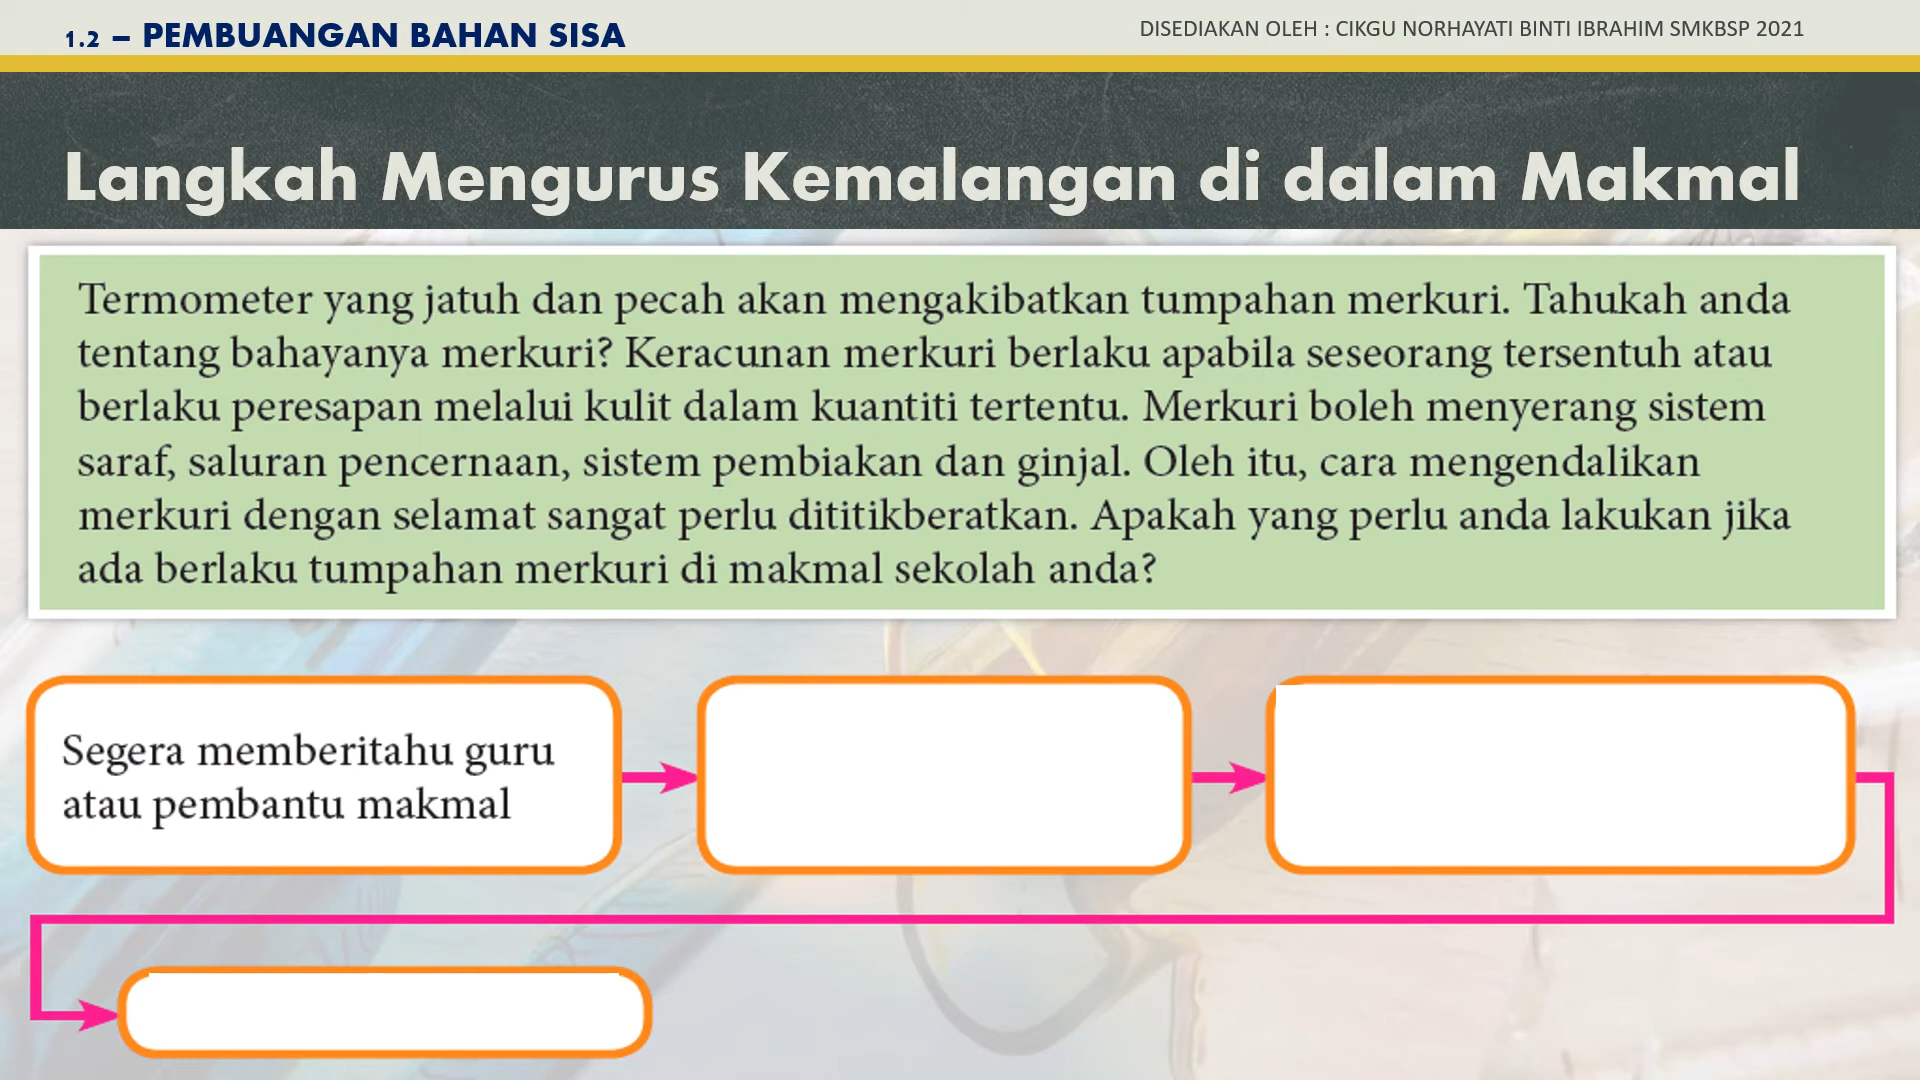 1.2 – PEMBUANGAN BAHAN SISA
DISEDIAKAN OLEH : CIKGU NORHAYATI BINTI IBRAHIM SMKBSP 2021
Langkah Mengurus Kemalangan di dalam Makmal
Termometer yang jatuh dan pecah akan mengakibatkan tumpahan merkuri. Tahukah anda
tentang bahayanya merkuri? Keracunan merkuri berlaku apabila seseorang tersentuh atau
berlaku peresapan melalui kulit dalam kuantiti tertentu. Merkuri boleh menyerang sistem
saraf, saluran pencernaan, sistem pembiakan dan ginjal. Oleh itu, cara mengendalikan
merkuri dengan selamat sangat perlu dititikberatkan. Apakah yang perlu anda lakukan jika
ada berlaku tumpahan merkuri di makmal sekolah anda?
Segera memberitahu guru
atau pembantu makmal